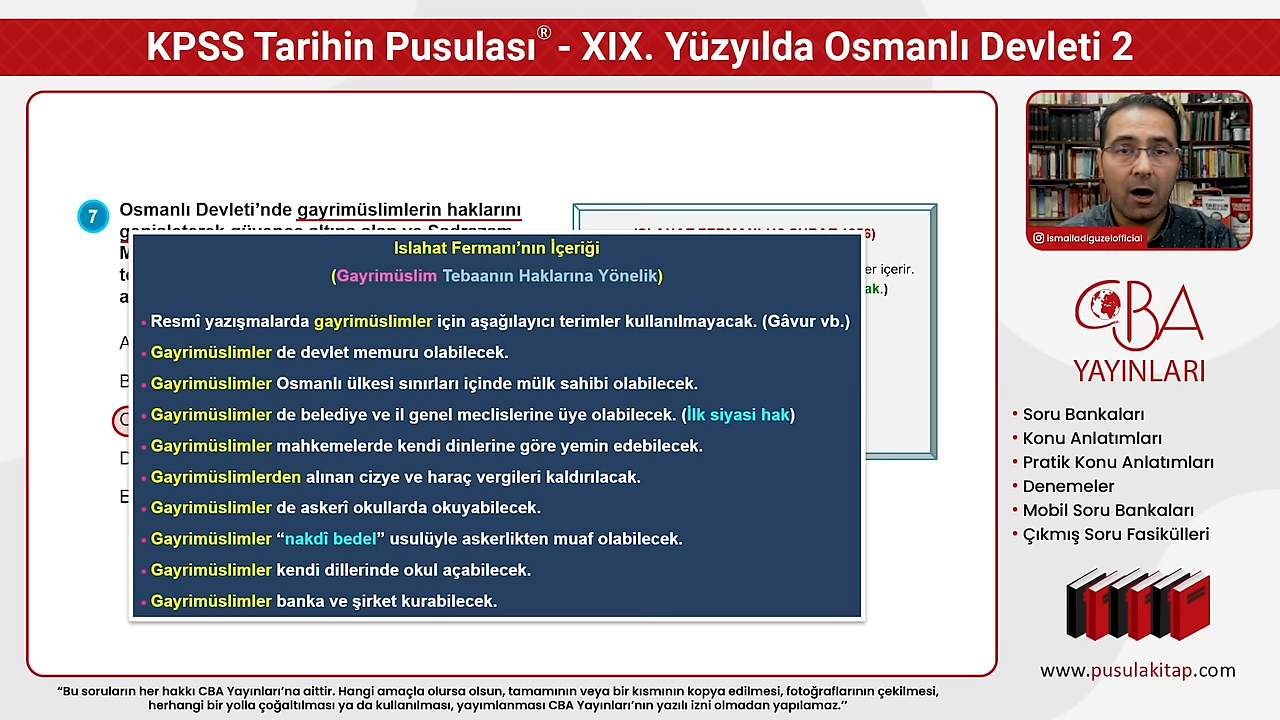 KPSS Tarihin Pusulası® - XIX. Yüzyılda Osmanlı Devleti 2
7
Osmanlı Devleti’nde gayrimüslimlerin haklarını
A
B
C
D
E
er içerir.
ak.)
Islahat Fermanı’nın İçeriği
(Gayrimüslim Tebaanın Haklarına Yönelik)
• Resmî yazışmalarda gayrimüslimler için aşağılayıcı terimler kullanılmayacak. (Gâvur vb.)
• Gayrimüslimler de devlet memuru olabilecek.
• Gayrimüslimler Osmanlı ülkesi sınırları içinde mülk sahibi olabilecek.
• Gayrimüslimler de belediye ve il genel meclislerine üye olabilecek. (İlk siyasi hak)
• Gayrimüslimler mahkemelerde kendi dinlerine göre yemin edebilecek.
• Gayrimüslimlerden alınan cizye ve haraç vergileri kaldırılacak.
• Gayrimüslimler de askerî okullarda okuyabilecek.
• Gayrimüslimler “nakdî bedel” usulüyle askerlikten muaf olabilecek.
• Gayrimüslimler kendi dillerinde okul açabilecek.
• Gayrimüslimler banka ve şirket kurabilecek.
ismailadiguzelofficial
CBA
YAYINLARI
• Soru Bankaları
• Konu Anlatımları
• Pratik Konu Anlatımları
• Denemeler
• Mobil Soru Bankaları
• Çıkmış Soru Fasikülleri
www.pusulakitap.com
“Bu soruların her hakkı CBA Yayınları’na aittir. Hangi amaçla olursa olsun, tamamının veya bir kısmının kopya edilmesi, fotoğraflarının çekilmesi,
herhangi bir yolla çoğaltılması ya da kullanılması, yayımlanması CBA Yayınları’nın yazılı izni olmadan yapılamaz.’’